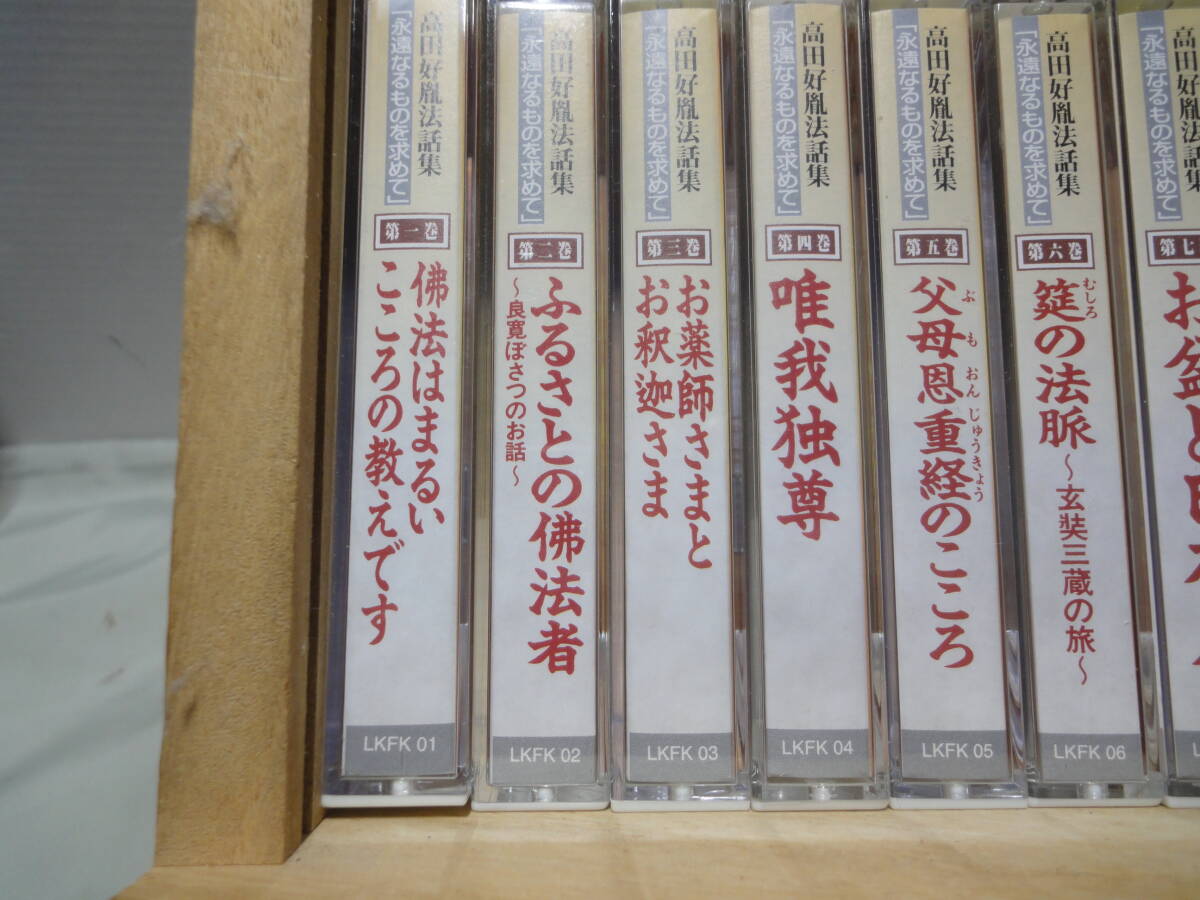 高田好胤法話集
「永遠なるものを求めて」
第一巻
佛法はまるい
こころの教えです
LKFK 01
高田好胤法話集
「永遠なるものを求めて」
第二巻
ふるさとの佛法者
～良寛ぼさつのお話～
LKFK 02
高田好胤法話集
「永遠なるものを求めて」
第三巻
お薬師さまと
お釈迦さま
LKFK 03
高田好胤法話集
「永遠なるものを求めて」
第四巻
唯我独尊
LKFK 04
高田好胤法話集
「永遠なるものを求めて」
第五巻
父母恩重経のこころ
ぶもおんじゅうきょう
LKFK 05
高田好胤法話集
「永遠なるものを求めて」
第六巻
筵の法脈～玄奘三蔵の旅～
むしろ
LKFK 06
高田好胤法話集
「永遠なるものを求めて」
第七
お盆と